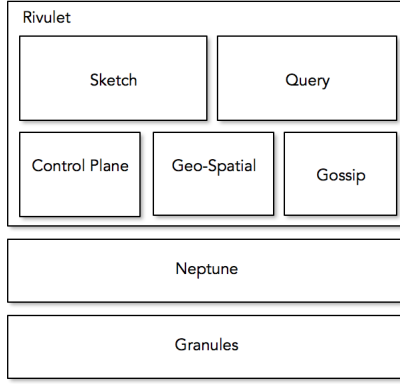 Rivulet
Sketch
Query
Control Plane
Geo-Spatial
Gossip
Neptune
Granules